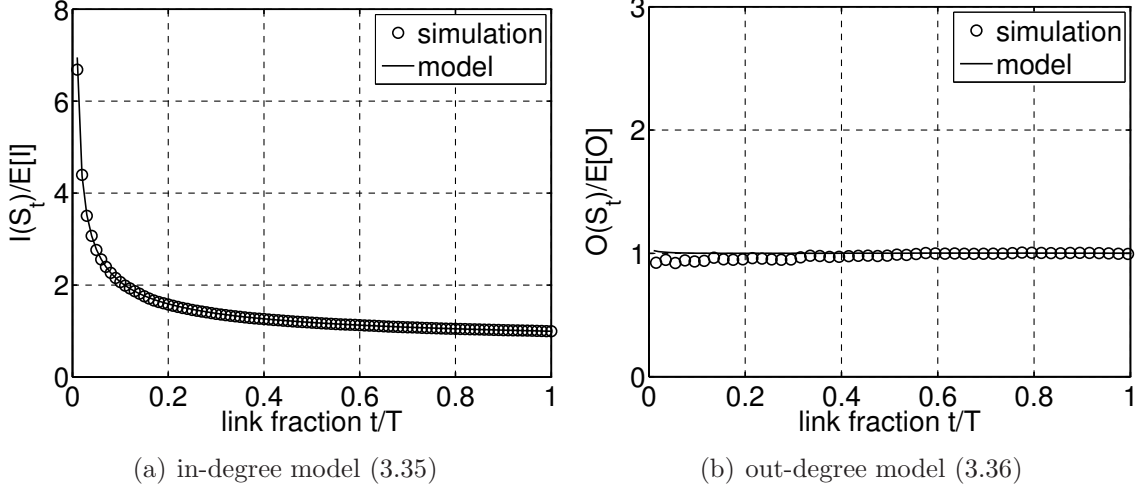 8
6
4
2
0
I(S_t)/E[I]
simulation
model
0 0.2 0.4 0.6 0.8 1
link fraction t/T
(a) in-degree model (3.35)
3
2
1
0
O(S_t)/E[O]
simulation
model
0 0.2 0.4 0.6 0.8 1
link fraction t/T
(b) out-degree model (3.36)